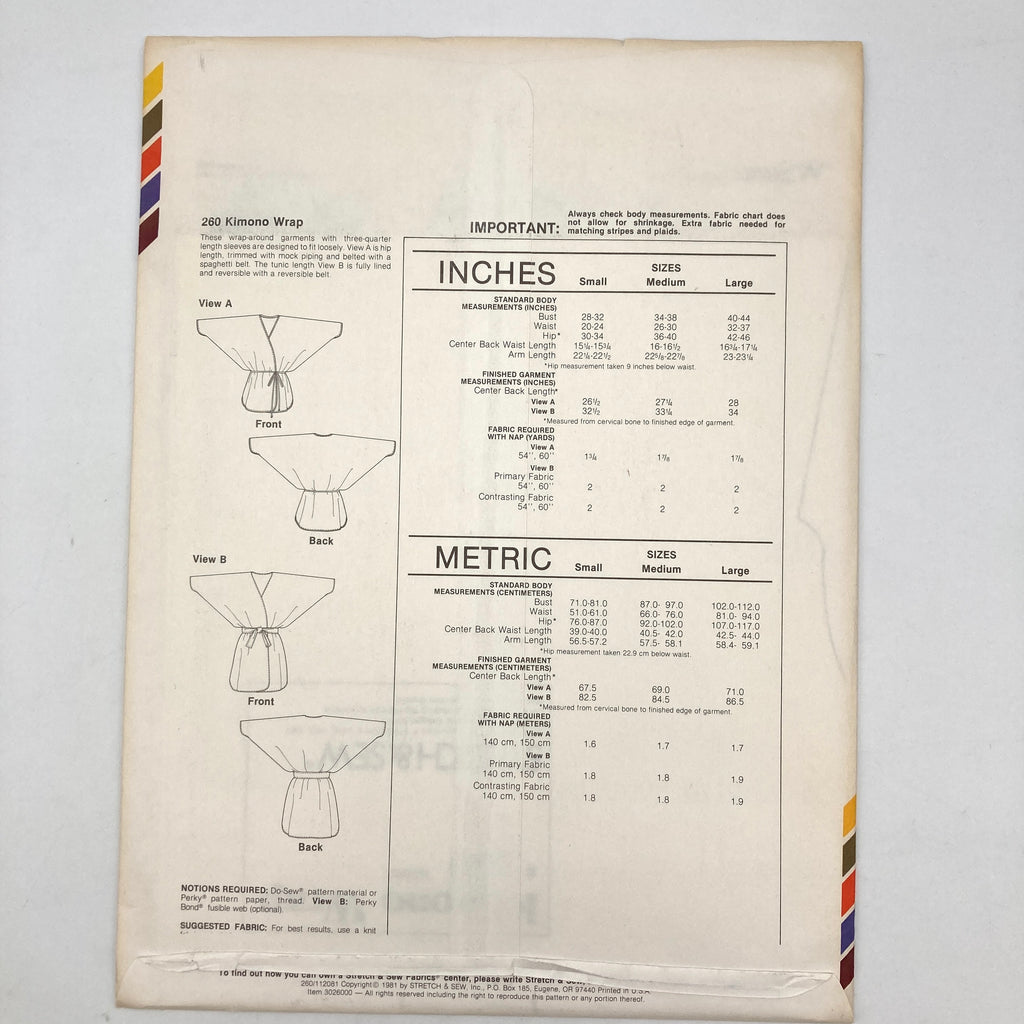 260 Kimono Wrap
These wrap-around garments with three-quarter
length sleeves are designed to fit loosely. View A is hip
length, trimmed with mock piping and belted with a
spaghetti belt. The tunic length View B is fully lined
and reversible with a reversible belt.
View A
Front
Back
View B
Front
Back
NOTIONS REQUIRED: Do-Sew® pattern material or
Perky® pattern paper, thread. View B: Perky
Bond® fusible web (optional).
SUGGESTED FABRIC: For best results, use a knit
IMPORTANT: Always check body measurements. Fabric chart does
not allow for shrinkage. Extra fabric needed for
matching stripes and plaids.
INCHES
SIZES
Small Medium Large
STANDARD BODY
MEASUREMENTS (INCHES)
Bust 28-32 34-38 40-44
Waist 20-24 26-30 32-37
Hip* 30-34 36-40 42-46
Center Back Waist Length 15¼-15¾ 16-16½ 16¾-17¼
Arm Length 22¼-22½ 22⅝-22⅞ 23-23¼
*Hip measurement taken 9 inches below waist.
FINISHED GARMENT
MEASUREMENTS (INCHES)
Center Back Length*
View A 26½ 27¼ 28
View B 32½ 33¼ 34
*Measured from cervical bone to finished edge of garment.
FABRIC REQUIRED
WITH NAP (YARDS)
View A
54'', 60'' 1¾ 1⅞ 1⅞
View B
Primary Fabric
54'', 60'' 2 2 2
Contrasting Fabric
54'', 60'' 2 2 2
METRIC
SIZES
Small Medium Large
STANDARD BODY
MEASUREMENTS (CENTIMETERS)
Bust 71.0-81.0 87.0- 97.0 102.0-112.0
Waist 51.0-61.0 66.0- 76.0 81.0- 94.0
Hip* 76.0-87.0 92.0-102.0 107.0-117.0
Center Back Waist Length 39.0-40.0 40.5- 42.0 42.5- 44.0
Arm Length 56.5-57.2 57.5- 58.1 58.4- 59.1
*Hip measurement taken 22.9 cm below waist.
FINISHED GARMENT
MEASUREMENTS (CENTIMETERS)
Center Back Length*
View A 67.5 69.0 71.0
View B 82.5 84.5 86.5
*Measured from cervical bone to finished edge of garment.
FABRIC REQUIRED
WITH NAP (METERS)
View A
140 cm, 150 cm 1.6 1.7 1.7
View B
Primary Fabric
140 cm, 150 cm 1.8 1.8 1.9
Contrasting Fabric
140 cm, 150 cm 1.8 1.8 1.9
To find out how you can own a Stretch & Sew Fabrics® center, please write Stretch & Sew,
260/112081 Copyright © 1981 by STRETCH & SEW, Inc., P.O. Box 185, Eugene, OR 97440 Printed in U.S.A.
Item 3026000 — All rights reserved including the right to reproduce this pattern or any portion thereof.